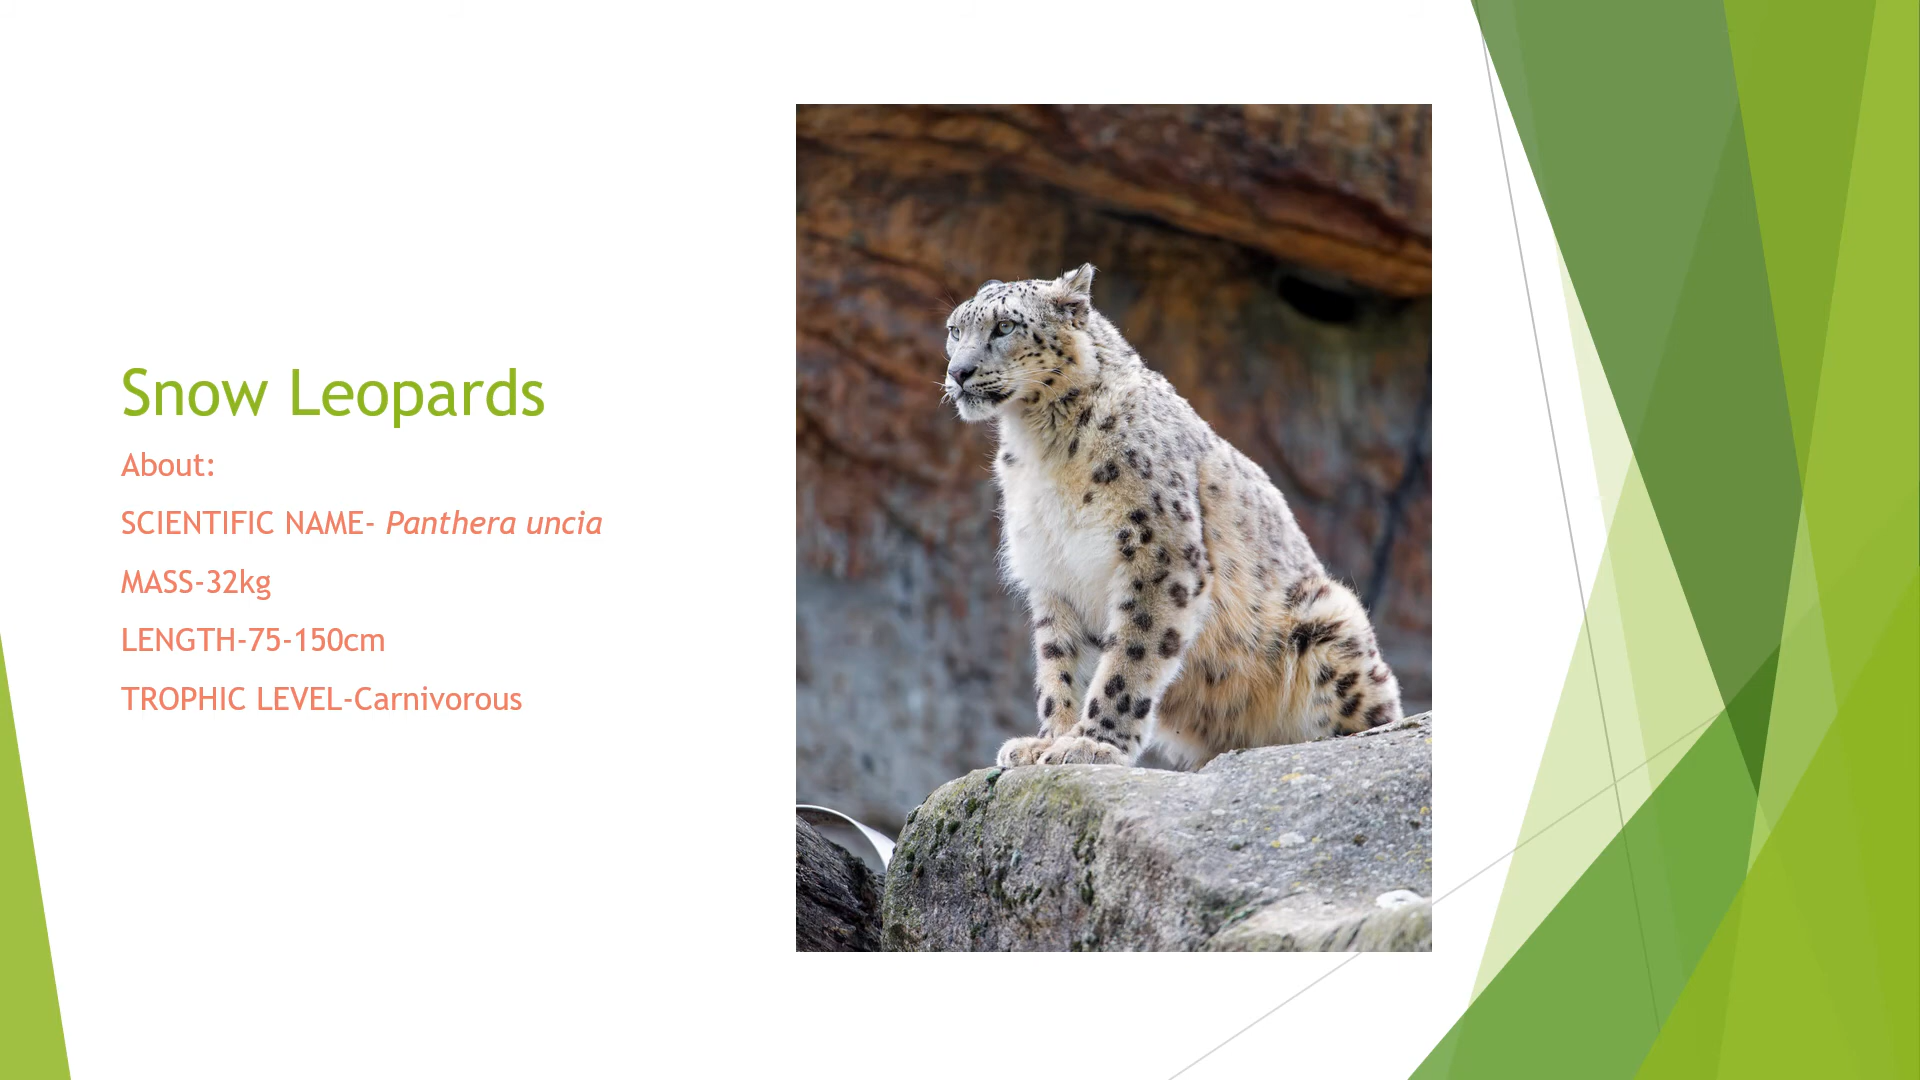 Snow Leopards
About:
SCIENTIFIC NAME- Panthera uncia
MASS-32kg
LENGTH-75-150cm
TROPHIC LEVEL-Carnivorous